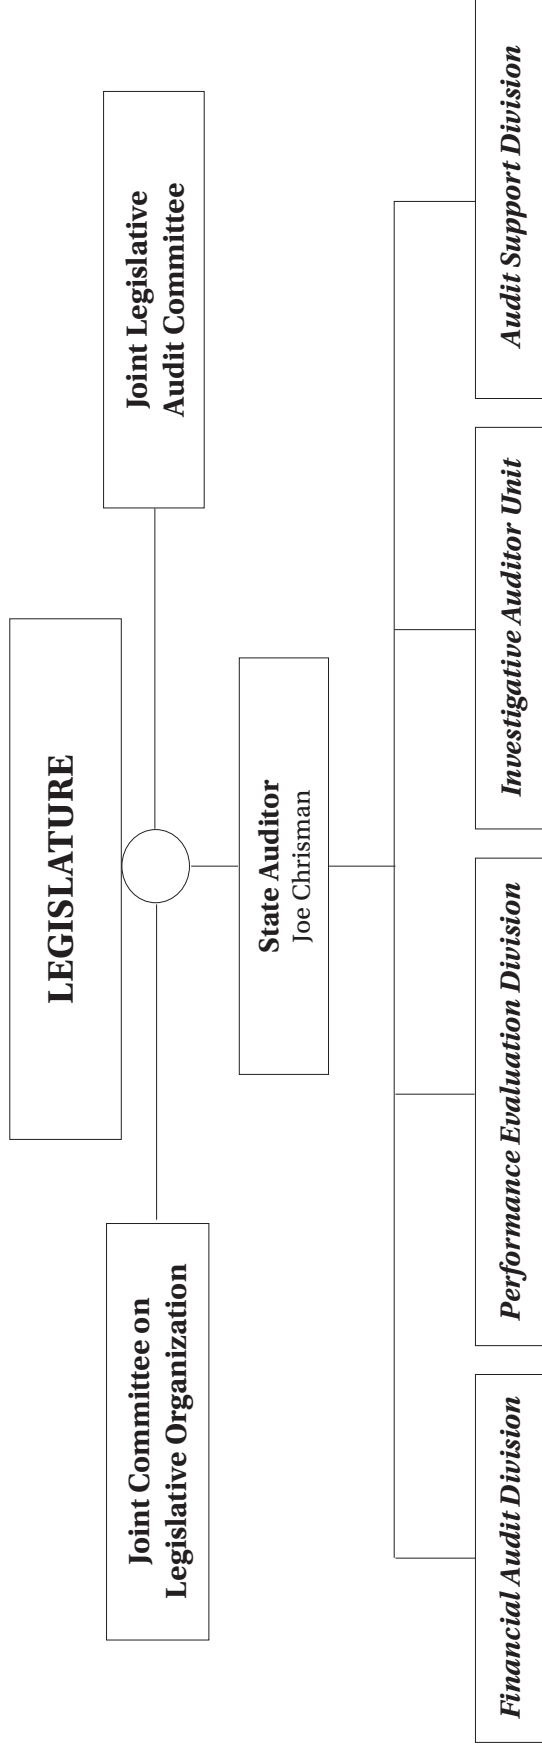 LEGISLATURE
Joint Committee on
Legislative Organization
Joint Legislative
Audit Committee
State Auditor
Joe Chrisman
Financial Audit Division
Performance Evaluation Division
Investigative Auditor Unit
Audit Support Division